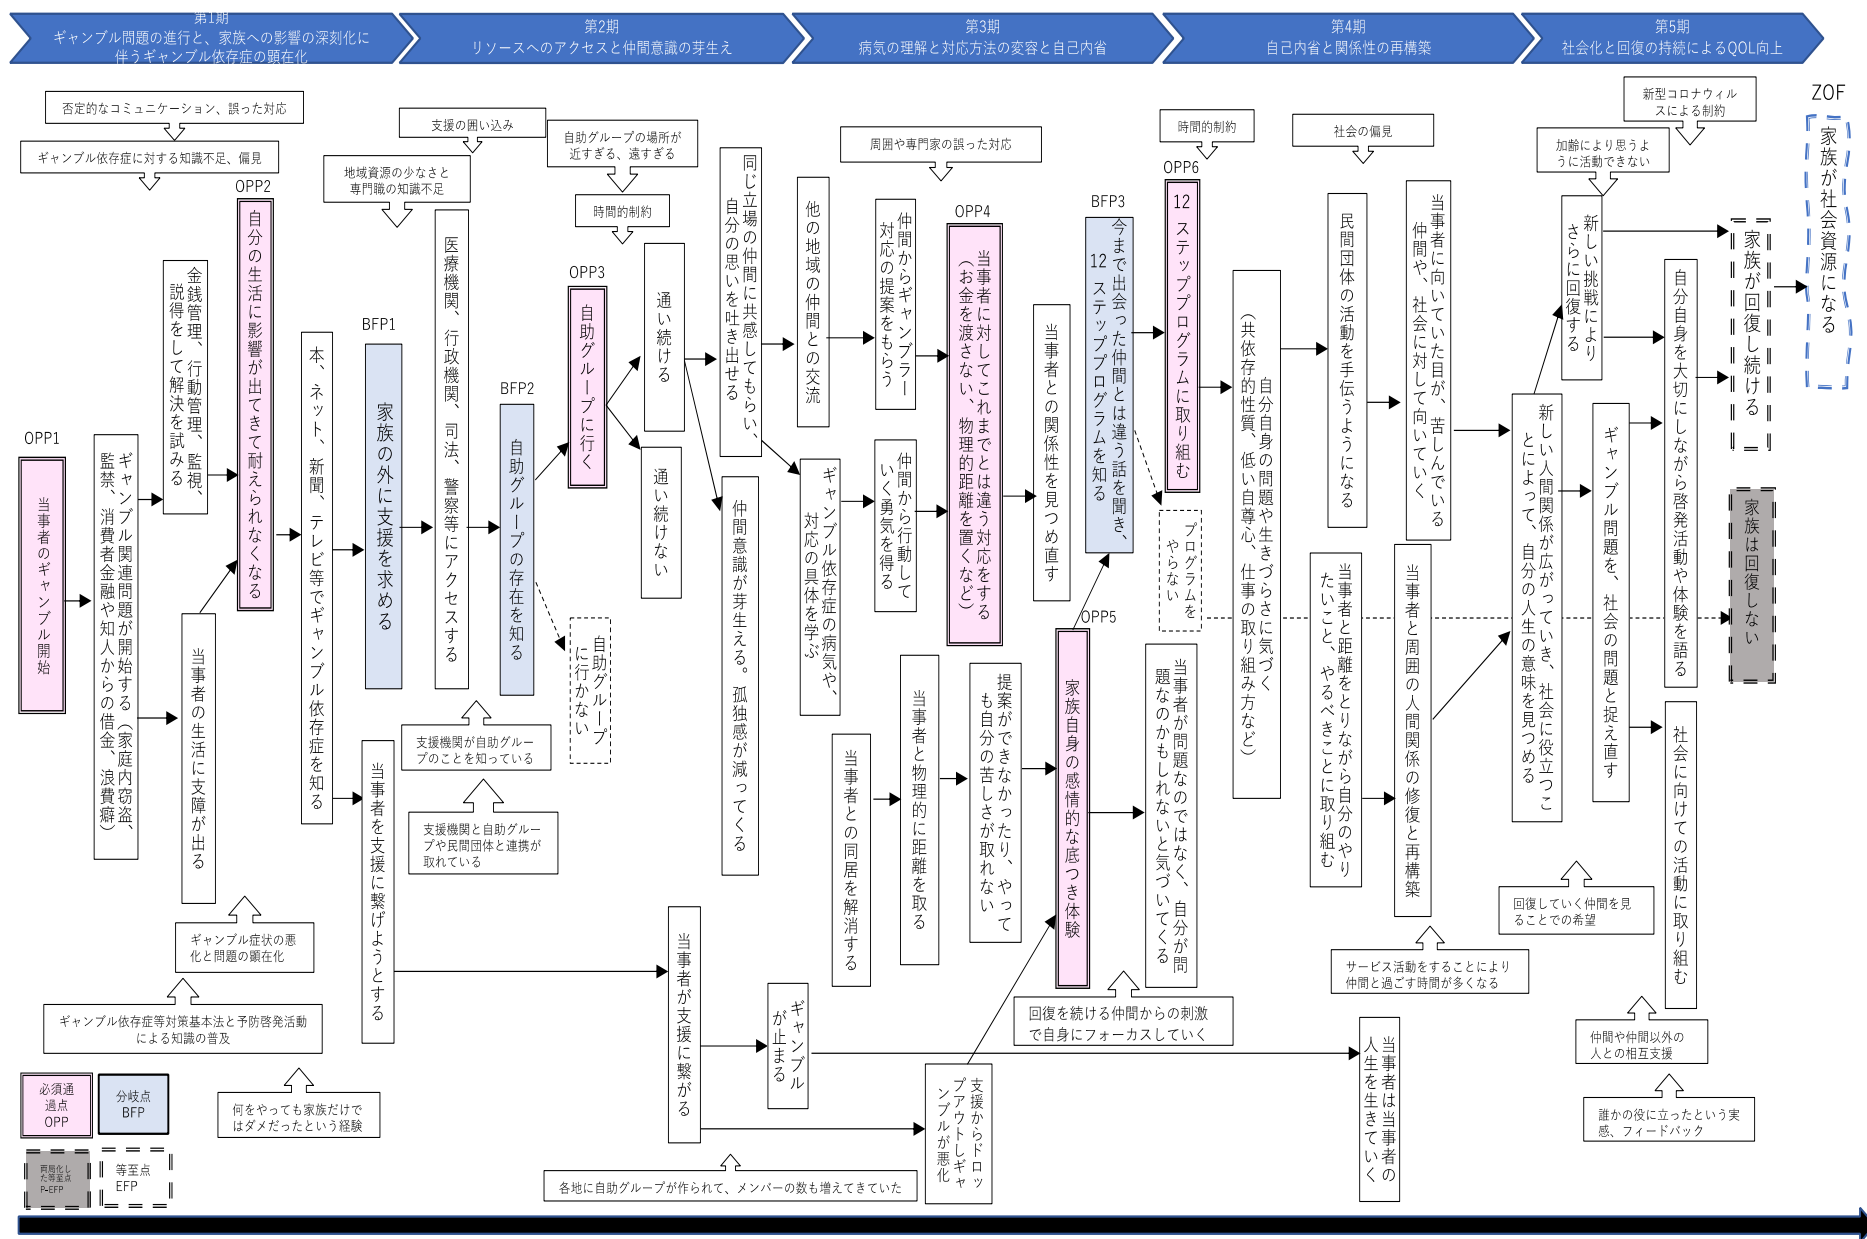 第1期
ギャンブル問題の進行と、家族への影響の深刻化に
伴うギャンブル依存症の顕在化
第2期
リソースへのアクセスと仲間意識の芽生え
第3期
病気の理解と対応方法の変容と自己内省
第4期
自己内省と関係性の再構築
第5期
社会化と回復の持続によるQOL向上
否定的なコミュニケーション、誤った対応
ギャンブル依存症に対する知識不足、偏見
OPP1
当事者のギャンブル開始
ギャンブル関連問題が開始する（家庭内窃盗、
監禁、消費者金融や知人からの借金、浪費癖）
金銭管理、行動管理、監視、
説得をして解決を試みる
当事者の生活に支障が出る
OPP2
自分の生活に影響が出てきて耐えられなくなる
本、ネット、新聞、テレビ等でギャンブル依存症を知る
ギャンブル症状の悪
化と問題の顕在化
ギャンブル依存症等対策基本法と予防啓発活動
による知識の普及
何をやっても家族だけで
はダメだったという経験
支援の囲い込み
地域資源の少なさと
専門職の知識不足
BFP1
家族の外に支援を求める
当事者を支援に繋げようとする
医療機関、行政機関、司法、警察等にアクセスする
BFP2
自助グループの存在を知る
支援機関が自助グルー
プのことを知っている
支援機関と自助グルー
プや民間団体と連携が
取れている
自助グループの場所が
近すぎる、遠すぎる
時間的制約
OPP3
自助グループに行く
自助グループ
に行かない
通い続ける
通い続けない
同じ立場の仲間に共感してもらい、
自分の思いを吐き出せる
仲間意識が芽生える。孤独感が減ってくる
当事者が支援に繋がる
ギャンブル
が止まる
各地に自助グループが作られて、メンバーの数も増えてきていた
周囲や専門家の誤った対応
他の地域の仲間との交流
ギャンブル依存症の病気や、
対応の具体を学ぶ
仲間からギャンブラー
対応の提案をもらう
仲間から行動して
いく勇気を得る
当事者との同居を解消する
当事者と物理的に距離を取る
OPP4
当事者に対してこれまでとは違う対応をする
（お金を渡さない、物理的距離を置くなど）
提案ができなかったり、やって
も自分の苦しさが取れない
支援からドロッ
プアウトしギャ
ンブルが悪化
当事者との関係性を見つめ直す
OPP5
家族自身の感情的な底つき体験
BFP3
今まで出会った仲間とは違う話を聞き、
12 ステッププログラムを知る
当事者が問題なのではなく、自分が問
題なのかもしれないと気づいてくる
回復を続ける仲間からの刺激
で自身にフォーカスしていく
時間的制約
OPP6
12 ステッププログラムに取り組む
プログラムを
やらない
自分自身の問題や生きづらさに気づく
（共依存的性質、低い自尊心、仕事の取り組み方など）
社会の偏見
民間団体の活動を手伝うようになる
当事者と距離をとりながら自分のやり
たいこと、やるべきことに取り組む
当事者に向いていた目が、苦しんでいる
仲間や、社会に対して向いていく
当事者と周囲の人間関係の修復と再構築
サービス活動をすることにより
仲間と過ごす時間が多くなる
当事者は当事者の
人生を生きていく
新型コロナウィル
スによる制約
加齢により思うよ
うに活動できない
新しい挑戦により
さらに回復する
新しい人間関係が広がっていき、社会に役立つこ
とによって、自分の人生の意味を見つめる
ギャンブル問題を、社会の問題と捉え直す
自分自身を大切にしながら啓発活動や体験を語る
社会に向けての活動に取り組む
回復していく仲間を見
ることでの希望
仲間や仲間以外の
人との相互支援
誰かの役に立ったという実
感、フィードバック
家族が回復し続ける
家族は回復しない
ZOF
家族が社会資源になる
必須通
過点
OPP
分岐点
BFP
両局化し
た等至点
P-EFP
等至点
EFP